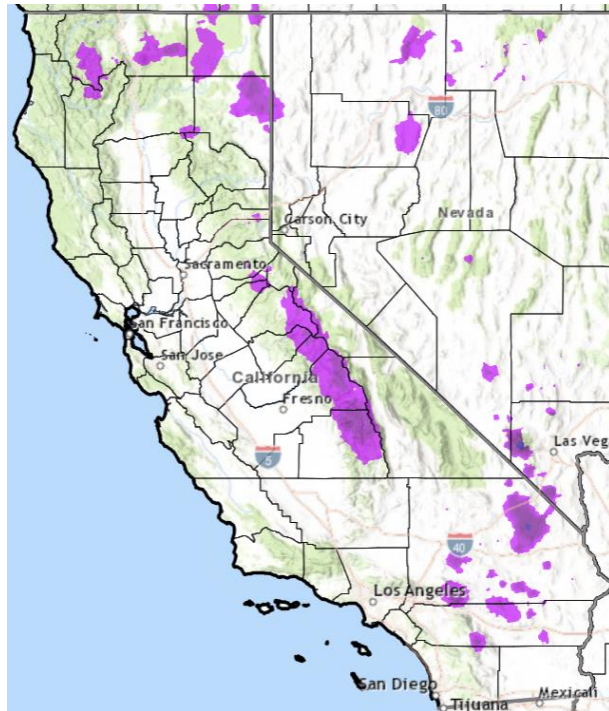 80
Carson City
Nevada
Sacramento
San Francisco
San Jose
California
Fresno
5
Las Vega
40
Los Angeles
San Diego
Tijuana
Mexicali